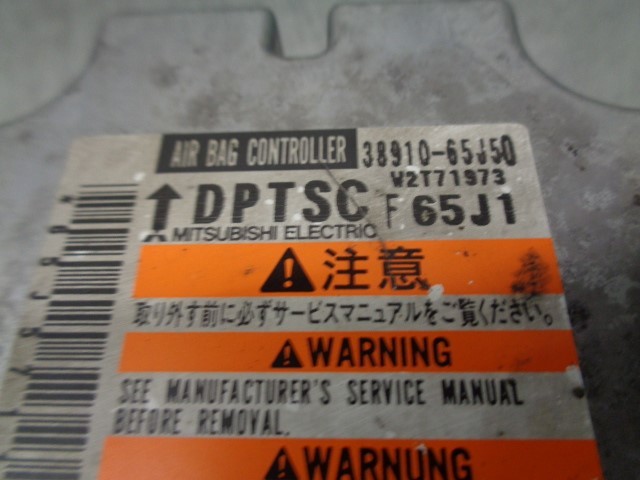 AIR BAG CONTROLLER 38910-65J50
W2T71973
DPTSC F 65J1
MITSUBISHI ELECTRIC
注意
取り外す前に必ずサービスマニュアルをご覧ください。
WARNING
SEE MANUFACTURER'S SERVICE MANUAL
BEFORE REMOVAL.
WARNUNG